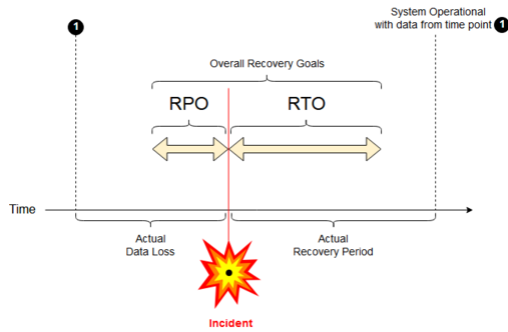 System Operational
with data from time point 1
1
Overall Recovery Goals
RPO
RTO
Time
Actual
Data Loss
Actual
Recovery Period
Incident